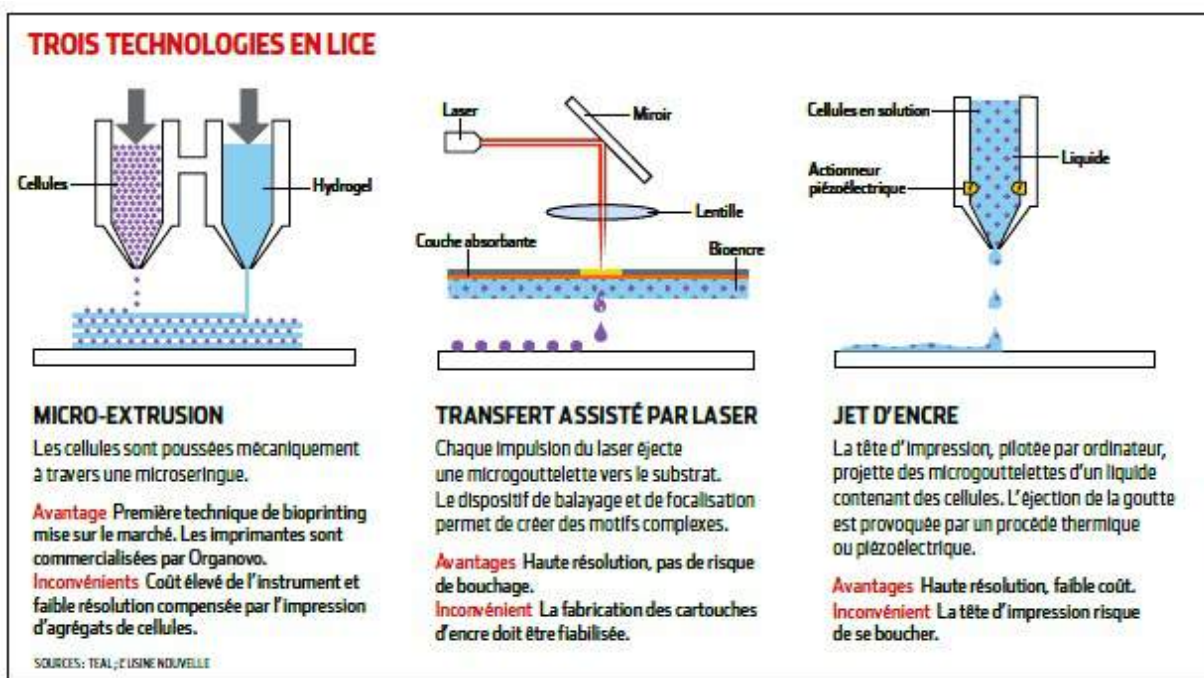 TROIS TECHNOLOGIES EN LICE
Cellules
Hydrogel
Laser
Miroir
Lentille
Couche absorbante
Bioencre
Cellules en solution
Liquide
Actionneur
piézoélectrique
MICRO-EXTRUSION
Les cellules sont poussées mécaniquement
à travers une microseringue.
Avantage Première technique de bioprinting
mise sur le marché. Les imprimantes sont
commercialisées par Organovo.
Inconvénients Coût élevé de l'instrument et
faible résolution compensée par l'impression
d'agrégats de cellules.
TRANSFERT ASSISTÉ PAR LASER
Chaque impulsion du laser éjecte
une microgouttelette vers le substrat.
Le dispositif de balayage et de focalisation
permet de créer des motifs complexes.
Avantages Haute résolution, pas de risque
de bouchage.
Inconvénient La fabrication des cartouches
d'encre doit être fiabilisée.
JET D'ENCRE
La tête d'impression, pilotée par ordinateur,
projette des microgouttelettes d'un liquide
contenant des cellules. L'éjection de la goutte
est provoquée par un procédé thermique
ou piézoélectrique.
Avantages Haute résolution, faible coût.
Inconvénient La tête d'impression risque
de se boucher.
SOURCES : TEAL ; L'USINE NOUVELLE